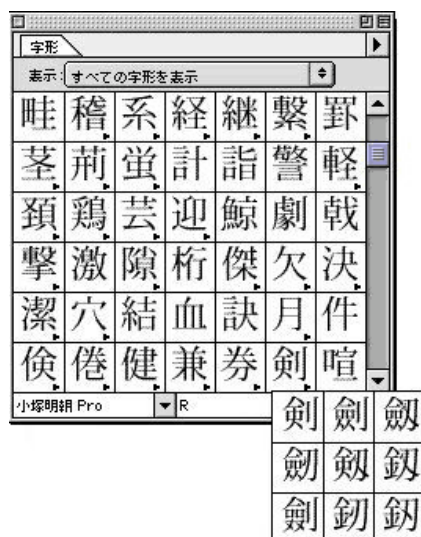 字形
表示: すべての字形を表示
畦 稽 系 経 継 繋 罫
茎 荊 蛍 計 詣 警 軽
頚 鶏 芸 迎 鯨 劇 戟
撃 激 隙 桁 傑 欠 決
潔 穴 結 血 訣 月 件
倹 倦 健 兼 券 剣 喧
小塚明朝 Pro R
剣 劍 劔
劒 剱 釼